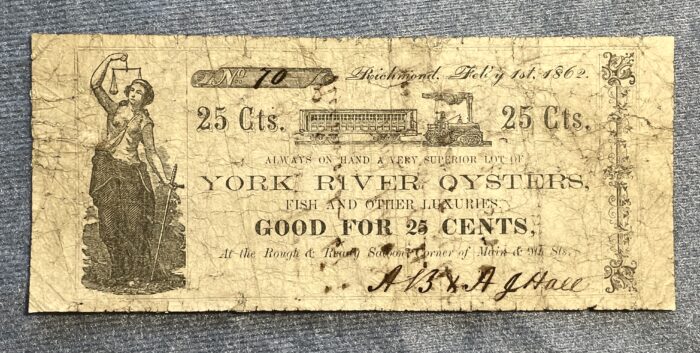 No. 70 Richmond, Feb'y 1st, 1862.
25 Cts. 25 Cts.
ALWAYS ON HAND A VERY SUPERIOR LOT OF
YORK RIVER OYSTERS,
FISH AND OTHER LUXURIES.
GOOD FOR 25 CENTS,
At the Rough & Ready Saloon, Corner of Main & 9th Sts.
A B & A J Hall